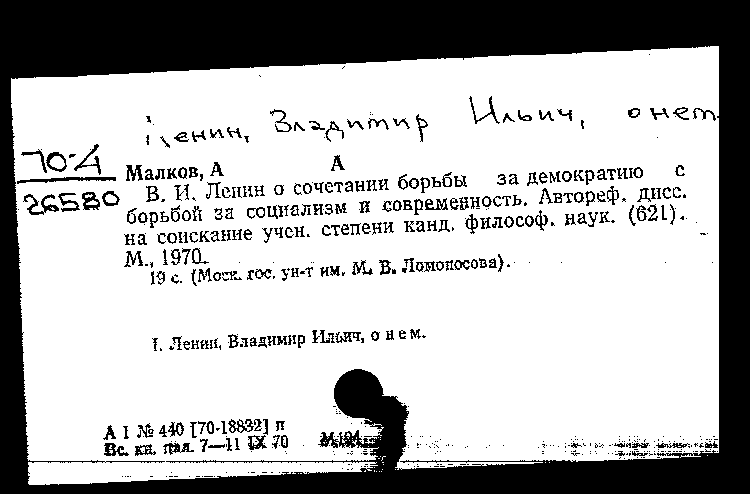 Ленин, Владимир Ильич, о нем.
70-4
26580
Малков, А А
В. И. Ленин о сочетании борьбы за демократию с
борьбой за социализм и современность. Автореф. дисс.
на соискание учен. степени канд. философ. наук. (621).
М., 1970.
19 с. (Моск. гос. ун-т им. М. В. Ломоносова).
I. Ленин, Владимир Ильич, о нем.
А I № 440 [70-18832] п
Вс. кн. пал. 7—11 IX 70